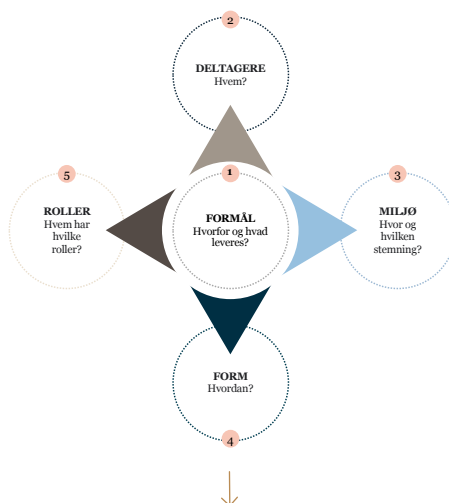 2
DELTAGERE
Hvem?
5
ROLLER
Hvem har
hvilke
roller?
1
FORMÅL
Hvorfor og hvad
leveres?
3
MILJØ
Hvor og
hvilken
stemning?
FORM
Hvordan?
4